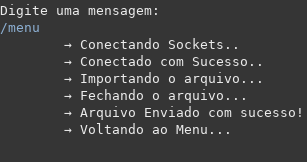 Digite uma mensagem:
/menu
→ Conectando Sockets..
→ Conectado com Sucesso..
→ Importando o arquivo...
→ Fechando o arquivo...
→ Arquivo Enviado com sucesso!
→ Voltando ao Menu...